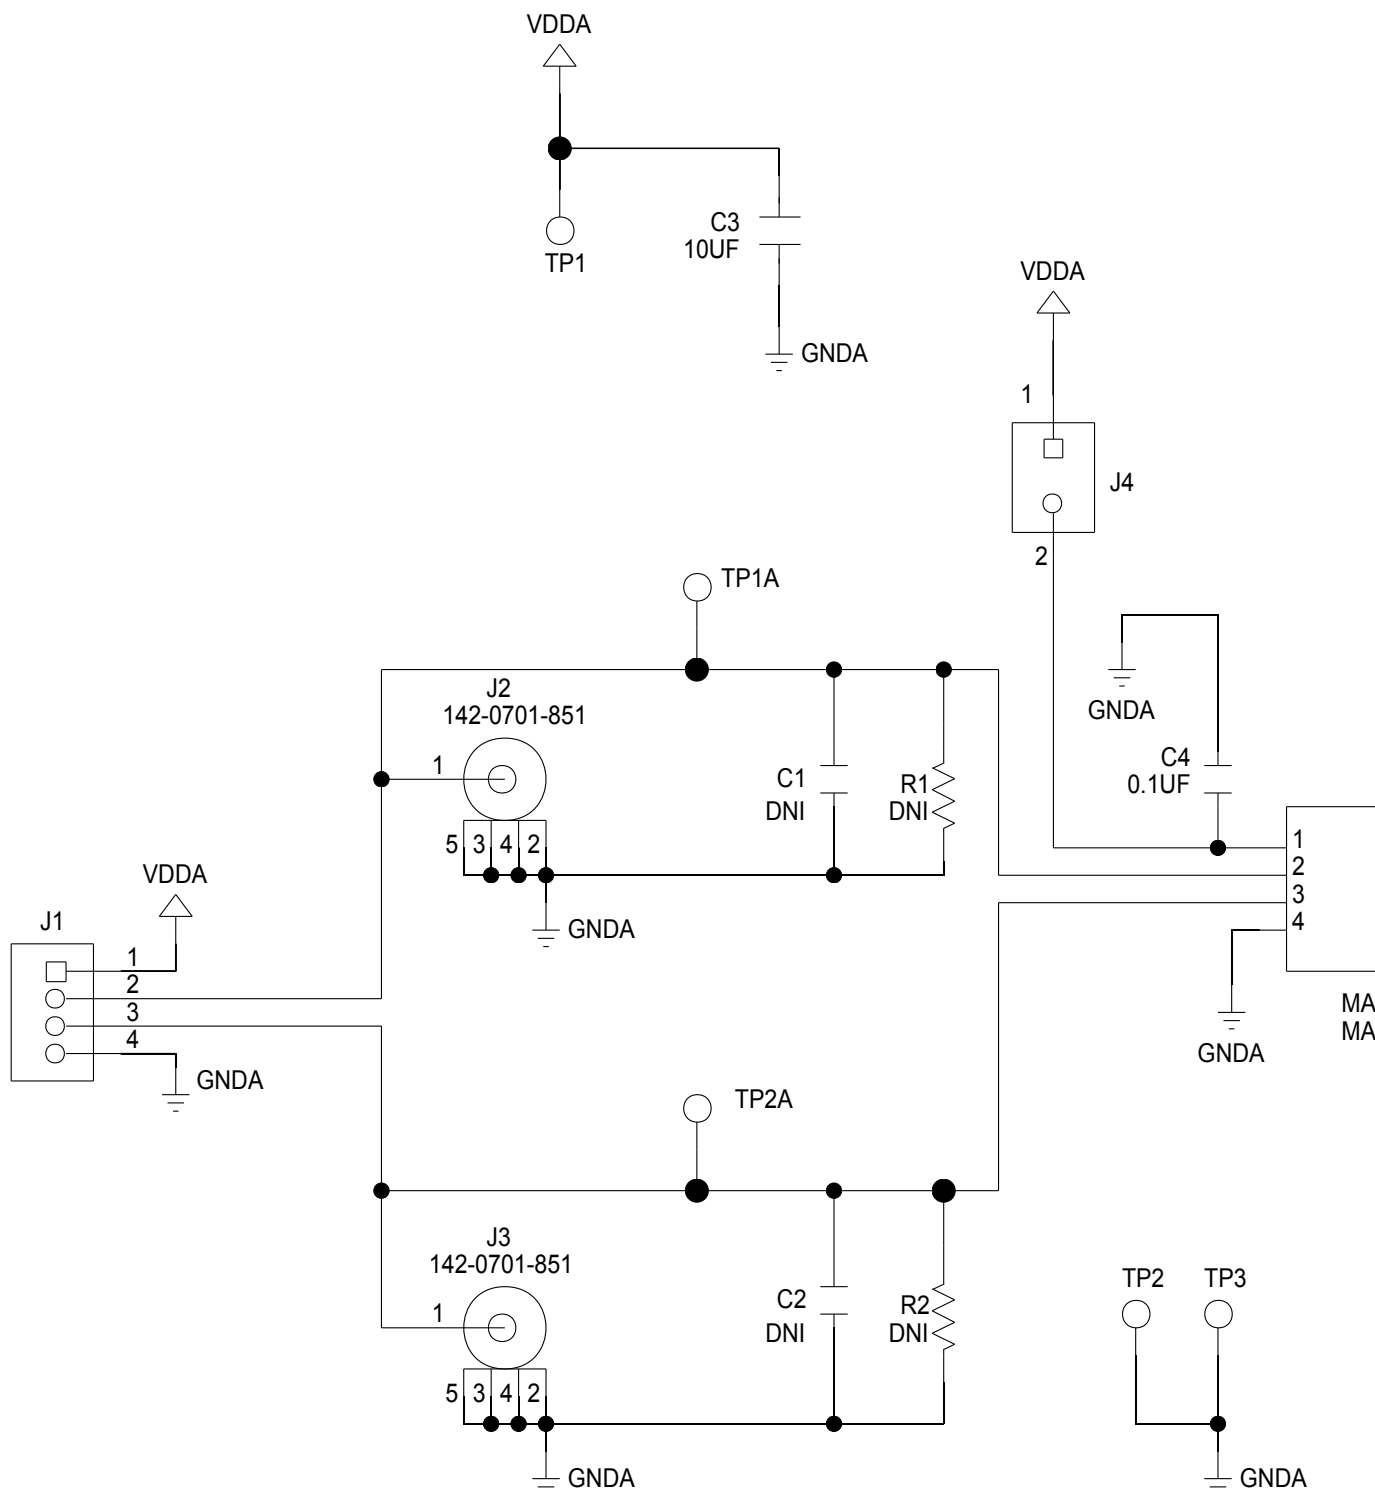 VDDA
C3
10UF
TP1
GNDA
VDDA
1
J4
2
TP1A
J2
142-0701-851
1
C1
DNI
R1
DNI
5 3 4 2
GNDA
GNDA
C4
0.1UF
1
2
3
4
GNDA
MA
MA
VDDA
J1
1
2
3
4
GNDA
TP2A
J3
142-0701-851
1
C2
DNI
R2
DNI
5 3 4 2
GNDA
TP2 TP3
GNDA